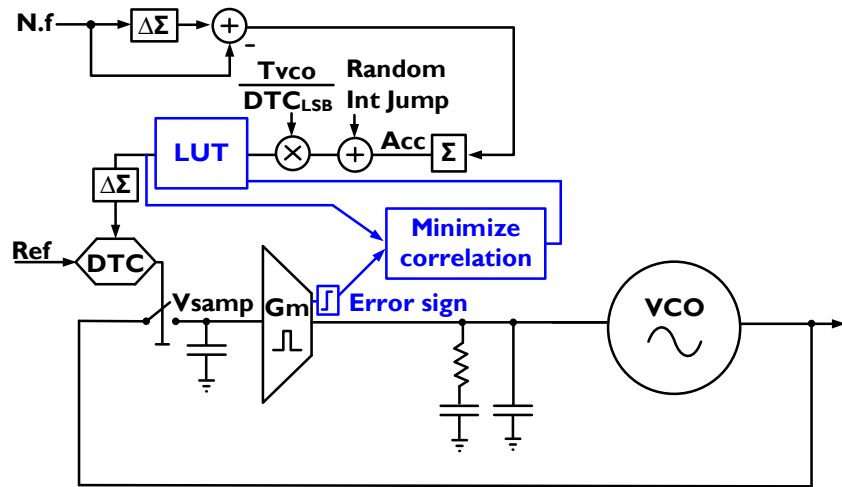 N.f
ΔΣ
+
-
Tvco
DTCLSB
Random
Int Jump
LUT
×
+
Acc
Σ
ΔΣ
Minimize
correlation
Ref
DTC
Vsamp
Gm
Error sign
VCO